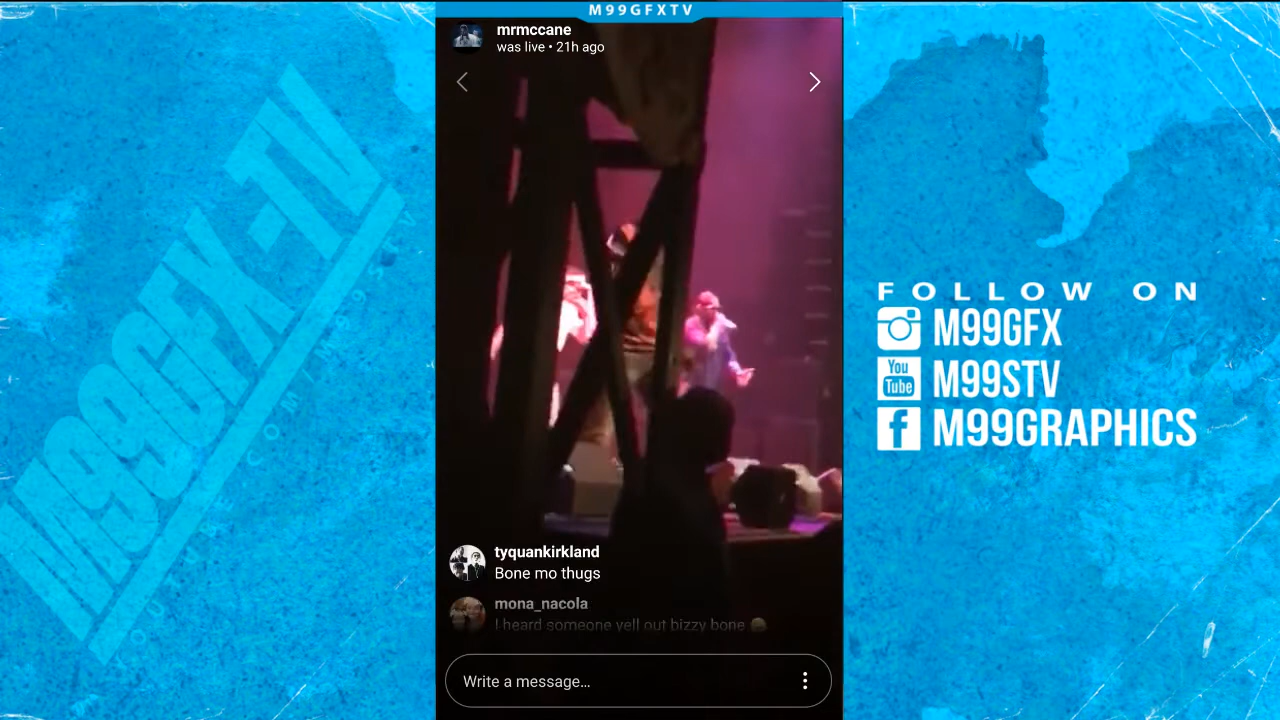 M99GFXTV
mrmccane
was live • 21h ago
M99GFX-TV
FOLLOW ON
M99GFX
You Tube
M99STV
M99GRAPHICS
tyquankirkland
Bone mo thugs
mona_nacola
I heard someone yell out bizzy bone
Write a message...